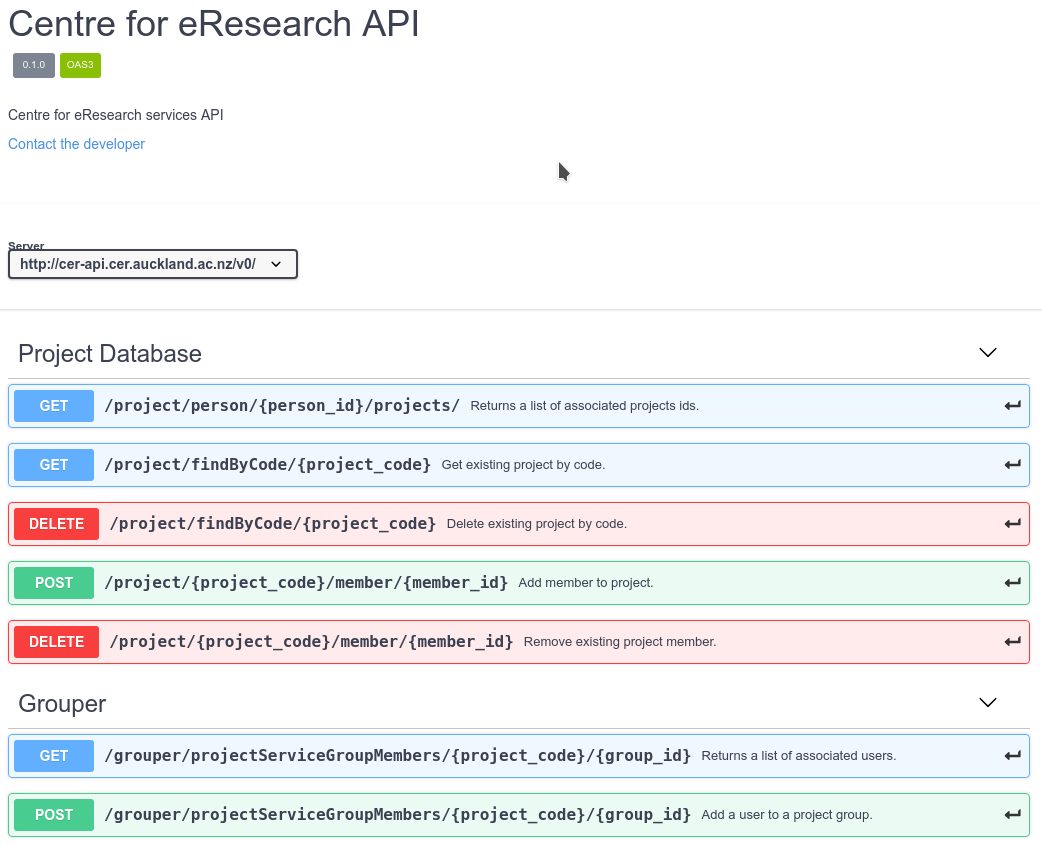 Centre for eResearch API
0.1.0 OAS3
Centre for eResearch services API
Contact the developer
Server
http://cer-api.cer.auckland.ac.nz/v0/
Project Database
GET /project/person/{person_id}/projects/ Returns a list of associated projects ids.
GET /project/findByCode/{project_code} Get existing project by code.
DELETE /project/findByCode/{project_code} Delete existing project by code.
POST /project/{project_code}/member/{member_id} Add member to project.
DELETE /project/{project_code}/member/{member_id} Remove existing project member.
Grouper
GET /grouper/projectServiceGroupMembers/{project_code}/{group_id} Returns a list of associated users.
POST /grouper/projectServiceGroupMembers/{project_code}/{group_id} Add a user to a project group.